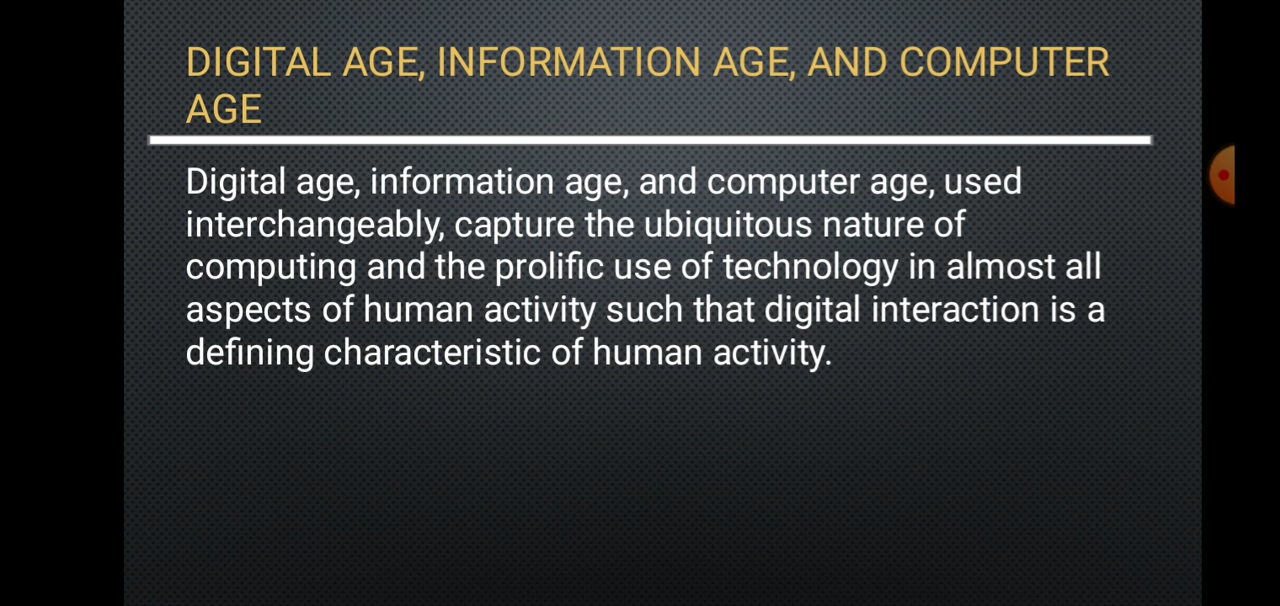 DIGITAL AGE, INFORMATION AGE, AND COMPUTER
AGE
Digital age, information age, and computer age, used
interchangeably, capture the ubiquitous nature of
computing and the prolific use of technology in almost all
aspects of human activity such that digital interaction is a
defining characteristic of human activity.